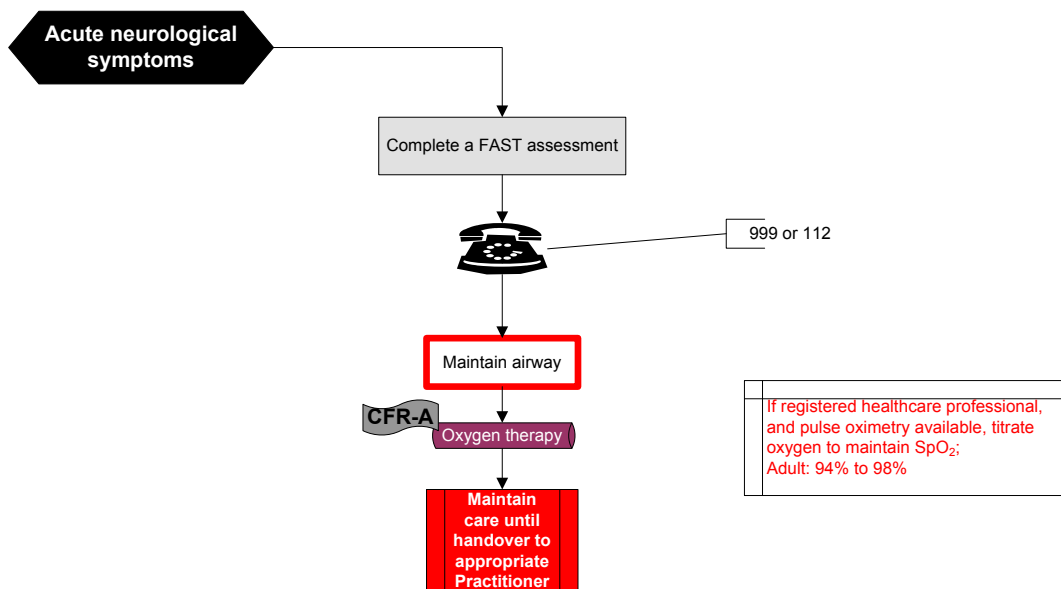 Acute neurological
symptoms
Complete a FAST assessment
999 or 112
Maintain airway
CFR-A
Oxygen therapy
If registered healthcare professional,
and pulse oximetry available, titrate
oxygen to maintain SpO₂;
Adult: 94% to 98%
Maintain
care until
handover to
appropriate
Practitioner